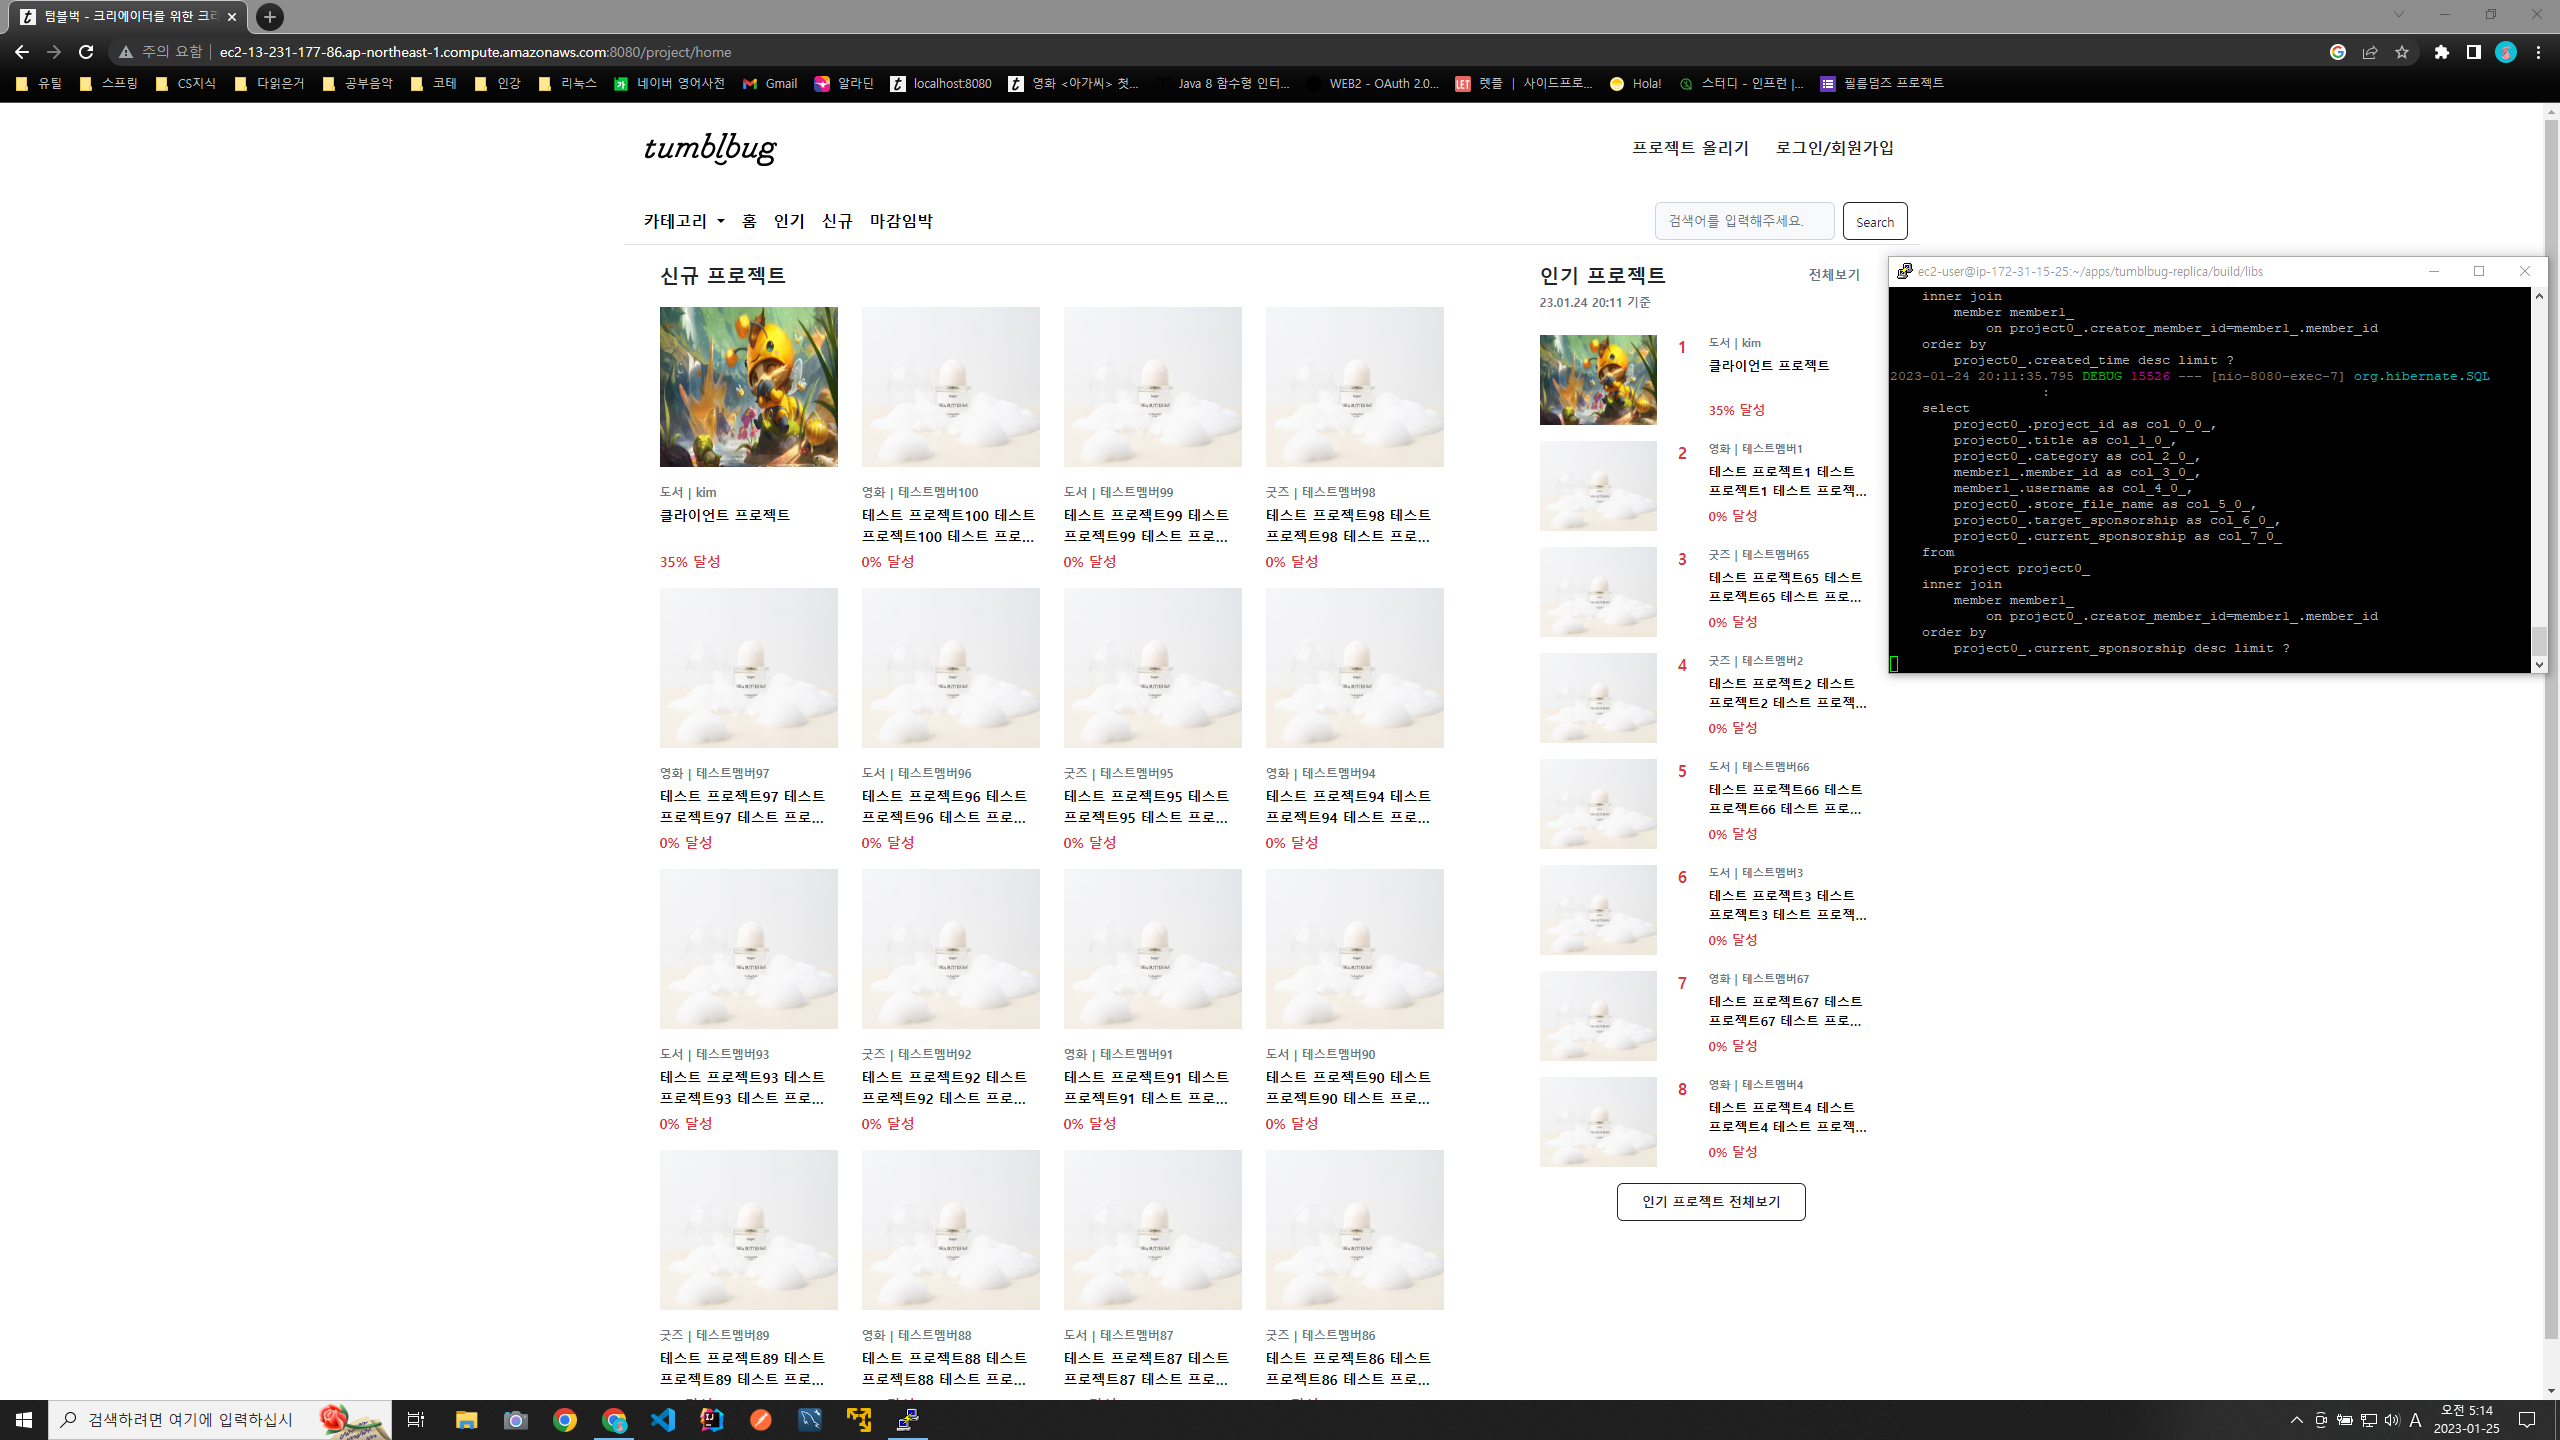 텀블벅 - 크리에이터를 위한 크라
주의 요함
ec2-13-231-177-86.ap-northeast-1.compute.amazonaws.com:8080/project/home
유틸
스프링
CS지식
다읽은거
공부음악
코테
인강
리눅스
네이버 영어사전
Gmail
알라딘
localhost:8080
영화 <아가씨> 첫...
Java 8 함수형 인터...
WEB2 - OAuth 2.0...
렛플 | 사이드프로...
Hola!
스터디 - 인프런 |...
필름덤즈 프로젝트
tumblbug
프로젝트 올리기
로그인/회원가입
카테고리
홈
인기
신규
마감임박
검색어를 입력해주세요.
Search
신규 프로젝트
도서 | kim
클라이언트 프로젝트
35% 달성
영화 | 테스트멤버100
테스트 프로젝트100 테스트
프로젝트100 테스트 프로...
0% 달성
도서 | 테스트멤버99
테스트 프로젝트99 테스트
프로젝트99 테스트 프로...
0% 달성
굿즈 | 테스트멤버98
테스트 프로젝트98 테스트
프로젝트98 테스트 프로...
0% 달성
영화 | 테스트멤버97
테스트 프로젝트97 테스트
프로젝트97 테스트 프로...
0% 달성
도서 | 테스트멤버96
테스트 프로젝트96 테스트
프로젝트96 테스트 프로...
0% 달성
굿즈 | 테스트멤버95
테스트 프로젝트95 테스트
프로젝트95 테스트 프로...
0% 달성
영화 | 테스트멤버94
테스트 프로젝트94 테스트
프로젝트94 테스트 프로...
0% 달성
도서 | 테스트멤버93
테스트 프로젝트93 테스트
프로젝트93 테스트 프로...
0% 달성
굿즈 | 테스트멤버92
테스트 프로젝트92 테스트
프로젝트92 테스트 프로...
0% 달성
영화 | 테스트멤버91
테스트 프로젝트91 테스트
프로젝트91 테스트 프로...
0% 달성
도서 | 테스트멤버90
테스트 프로젝트90 테스트
프로젝트90 테스트 프로...
0% 달성
굿즈 | 테스트멤버89
테스트 프로젝트89 테스트
프로젝트89 테스트 프로...
영화 | 테스트멤버88
테스트 프로젝트88 테스트
프로젝트88 테스트 프로...
도서 | 테스트멤버87
테스트 프로젝트87 테스트
프로젝트87 테스트 프로...
굿즈 | 테스트멤버86
테스트 프로젝트86 테스트
프로젝트86 테스트 프로...
인기 프로젝트
전체보기
23.01.24 20:11 기준
1
도서 | kim
클라이언트 프로젝트
35% 달성
2
영화 | 테스트멤버1
테스트 프로젝트1 테스트
프로젝트1 테스트 프로젝...
0% 달성
3
굿즈 | 테스트멤버65
테스트 프로젝트65 테스트
프로젝트65 테스트 프로...
0% 달성
4
굿즈 | 테스트멤버2
테스트 프로젝트2 테스트
프로젝트2 테스트 프로젝...
0% 달성
5
도서 | 테스트멤버66
테스트 프로젝트66 테스트
프로젝트66 테스트 프로...
0% 달성
6
도서 | 테스트멤버3
테스트 프로젝트3 테스트
프로젝트3 테스트 프로젝...
0% 달성
7
영화 | 테스트멤버67
테스트 프로젝트67 테스트
프로젝트67 테스트 프로...
0% 달성
8
영화 | 테스트멤버4
테스트 프로젝트4 테스트
프로젝트4 테스트 프로젝...
0% 달성
인기 프로젝트 전체보기
ec2-user@ip-172-31-15-25:~/apps/tumblbug-replica/build/libs
inner join
member member1_
on project0_.creator_member_id=member1_.member_id
order by
project0_.created_time desc limit ?
2023-01-24 20:11:35.795 DEBUG 15526 --- [nio-8080-exec-7] org.hibernate.SQL
:
select
project0_.project_id as col_0_0_,
project0_.title as col_1_0_,
project0_.category as col_2_0_,
member1_.member_id as col_3_0_,
member1_.username as col_4_0_,
project0_.store_file_name as col_5_0_,
project0_.target_sponsorship as col_6_0_,
project0_.current_sponsorship as col_7_0_
from
project project0_
inner join
member member1_
on project0_.creator_member_id=member1_.member_id
order by
project0_.current_sponsorship desc limit ?
검색하려면 여기에 입력하십시
A
오전 5:14
2023-01-25